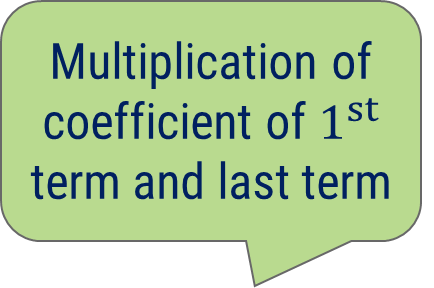 Multiplication of
coefficient of 1ˢᵗ
term and last term